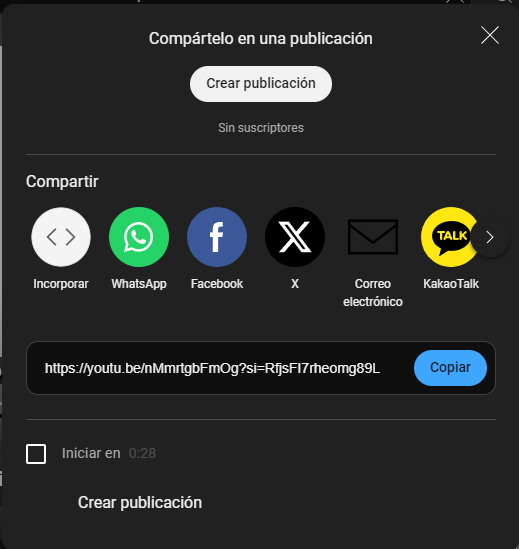 Compártelo en una publicación
Crear publicación
Sin suscriptores
Compartir
TALK
Incorporar
WhatsApp
Facebook
X
Correo
electrónico
KakaoTalk
https://youtu.be/nMmrtgbFmOg?si=RfjsFI7rheomg89L
Copiar
Iniciar en 0:28
Crear publicación